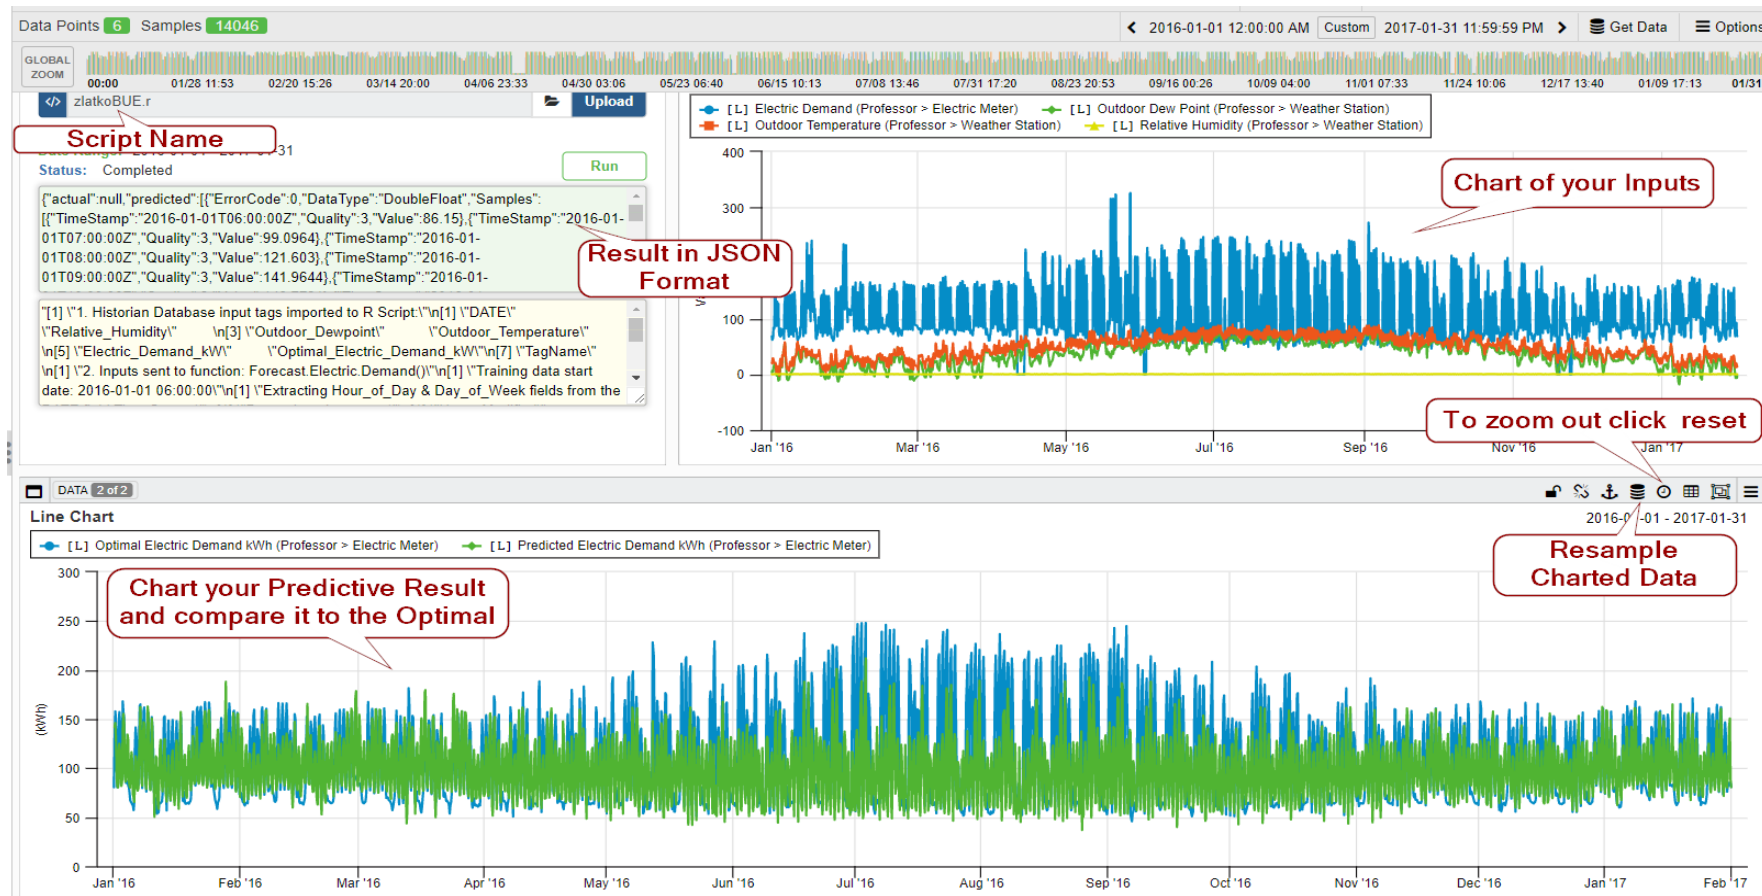 Data Points 6 Samples 14046
2016-01-01 12:00:00 AM Custom 2017-01-31 11:59:59 PM Get Data Options
GLOBAL
ZOOM
00:00 01/28 11:53 02/20 15:26 03/14 20:00 04/06 23:33 04/30 03:06 05/23 06:40 06/15 10:13 07/08 13:46 07/31 17:20 08/23 20:53 09/16 00:26 10/09 04:00 11/01 07:33 11/24 10:06 12/17 13:40 01/09 17:13 01/31
</> zlatkoBUE.r Upload
Script Name
-31
Status: Completed
Run
{"actual":null,"predicted":[{"ErrorCode":0,"DataType":"DoubleFloat","Samples":
[{"TimeStamp":"2016-01-01T06:00:00Z","Quality":3,"Value":86.15},{"TimeStamp":"2016-01-
01T07:00:00Z","Quality":3,"Value":99.0964},{"TimeStamp":"2016-01-
01T08:00:00Z","Quality":3,"Value":121.603},{"TimeStamp":"2016-01-
01T09:00:00Z","Quality":3,"Value":141.9644},{"TimeStamp":"2016-01-
Result in JSON
Format
"[1] \"1. Historian Database input tags imported to R Script:\"\n[1] \"DATE\"
\"Relative_Humidity\" \n[3] \"Outdoor_Dewpoint\" \"Outdoor_Temperature\"
\n[5] \"Electric_Demand_kW\" \"Optimal_Electric_Demand_kW\"\n[7] \"TagName\"
\n[1] \"2. Inputs sent to function: Forecast.Electric.Demand()\"\n[1] \"Training data start
date: 2016-01-01 06:00:00\"\n[1] \"Extracting Hour_of_Day & Day_of_Week fields from the
[L] Electric Demand (Professor > Electric Meter) [L] Outdoor Dew Point (Professor > Weather Station)
[L] Outdoor Temperature (Professor > Weather Station) [L] Relative Humidity (Professor > Weather Station)
400
300
100
0
-100
Jan '16 Mar '16 May '16 Jul '16 Sep '16 Nov '16 Jan '17
Chart of your Inputs
To zoom out click reset
DATA 2 of 2
Line Chart
2016-0 -01 - 2017-01-31
[L] Optimal Electric Demand kWh (Professor > Electric Meter) [L] Predicted Electric Demand kWh (Professor > Electric Meter)
Resample
Charted Data
Chart your Predictive Result
and compare it to the Optimal
(kWh)
300
250
200
150
100
50
0
Jan '16 Feb '16 Mar '16 Apr '16 May '16 Jun '16 Jul '16 Aug '16 Sep '16 Oct '16 Nov '16 Dec '16 Jan '17 Feb '17